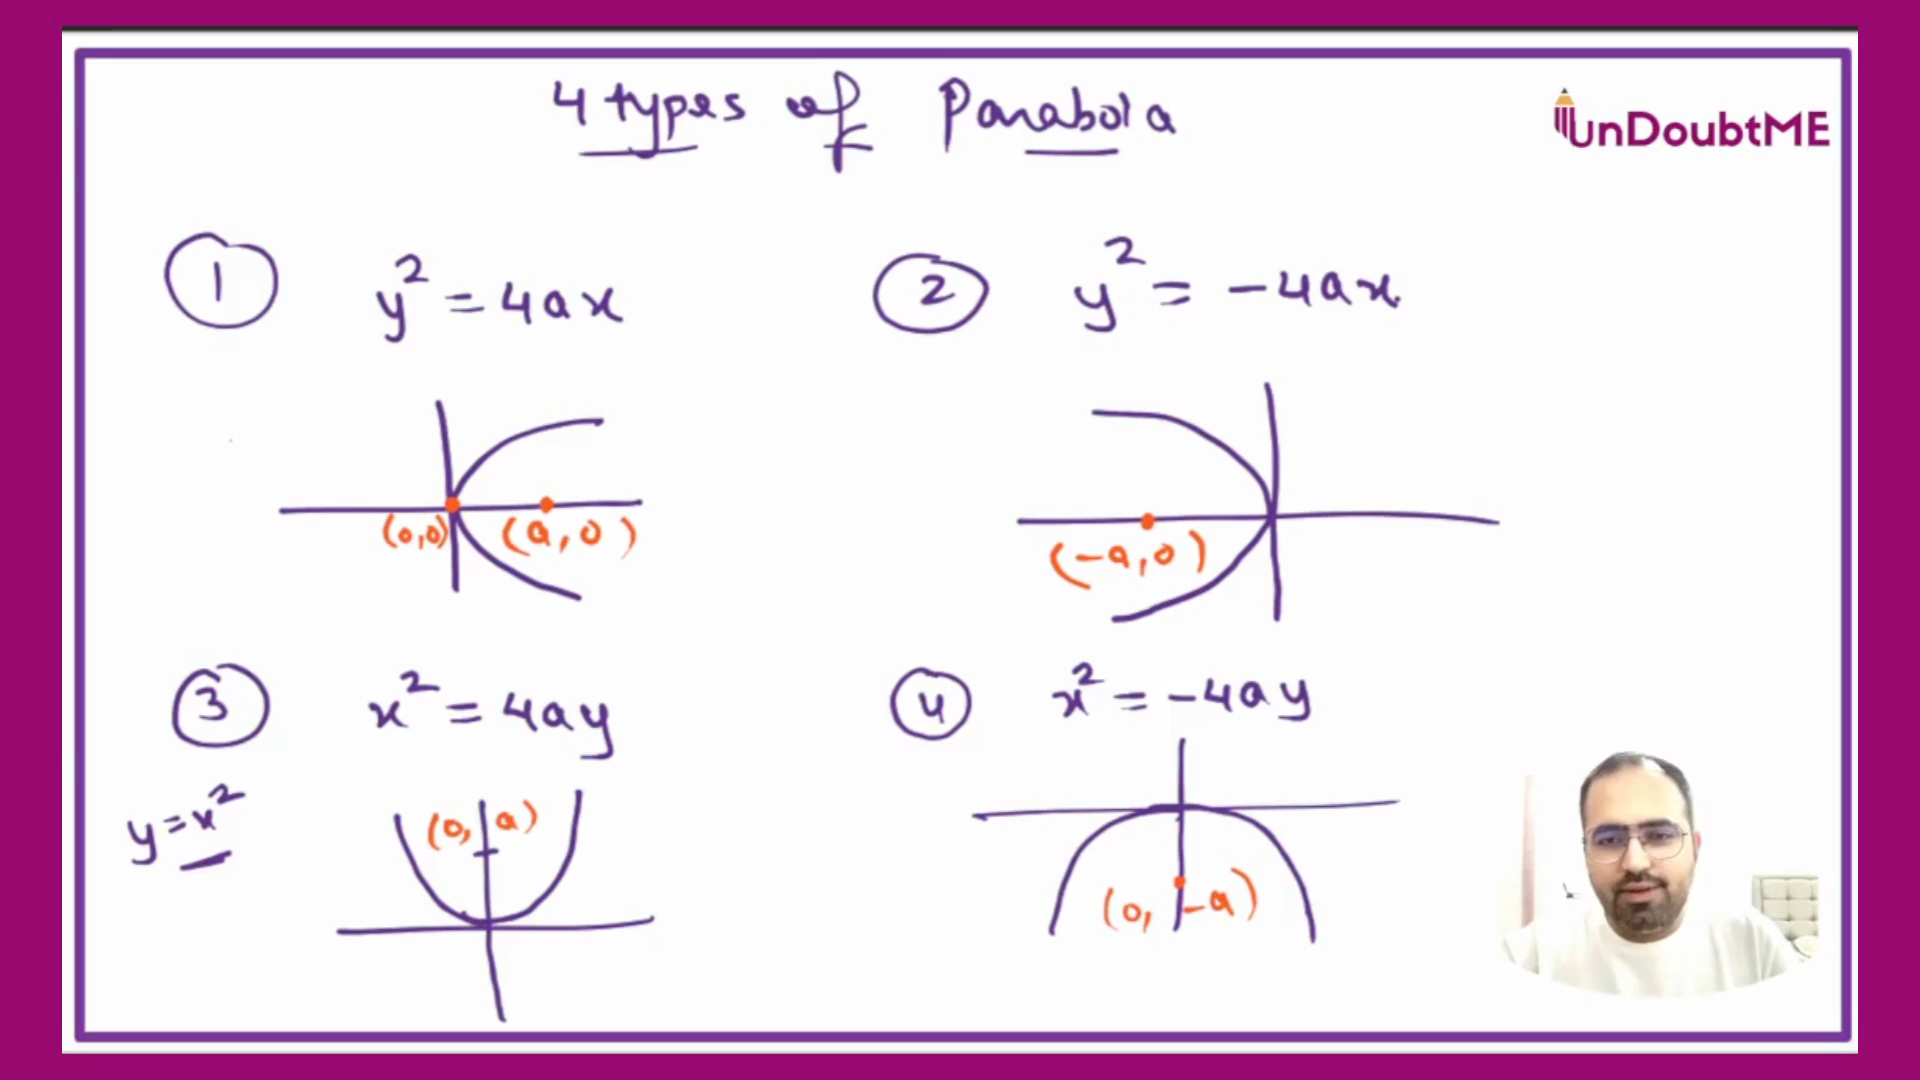 4 types of Parabola
UnDoubtME
1 y² = 4ax
2 y² = -4ax.
(0,0) (a,0)
(-a,0)
3 x² = 4ay
4 x² = -4ay
y=x²
(0, a)
(0, -a)